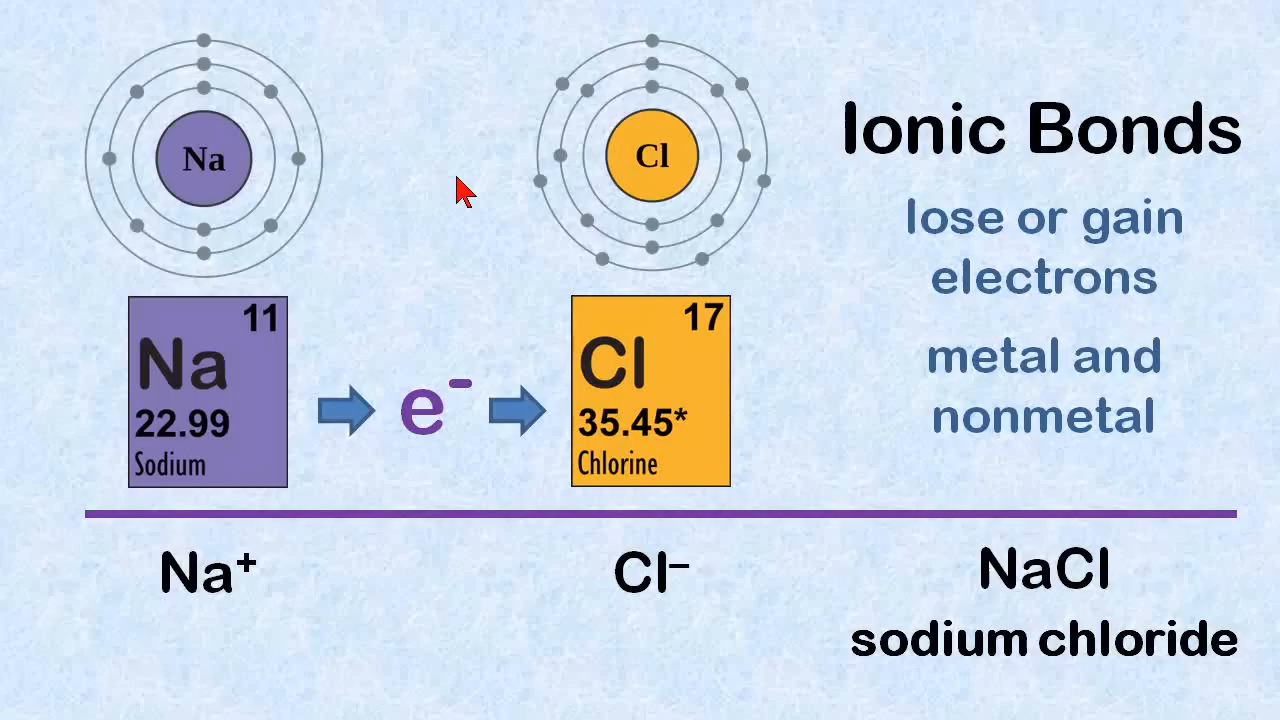 Na
Cl
Ionic Bonds
lose or gain
electrons
metal and
nonmetal
11
Na
22.99
Sodium
e⁻
17
Cl
35.45*
Chlorine
Na⁺
Cl⁻
NaCl
sodium chloride